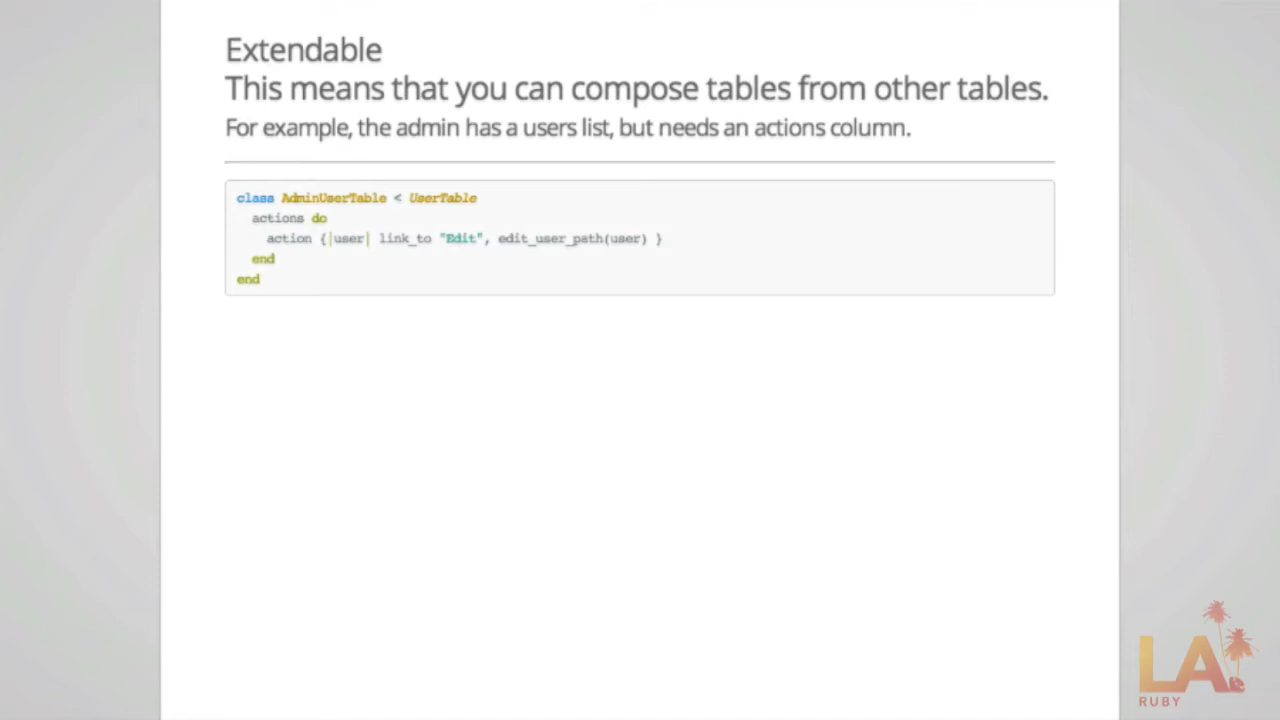 Extendable
This means that you can compose tables from other tables.
For example, the admin has a users list, but needs an actions column.
class AdminUserTable < UserTable
  actions do
    action {|user| link_to "Edit", edit_user_path(user) }
  end
end
LA
RUBY